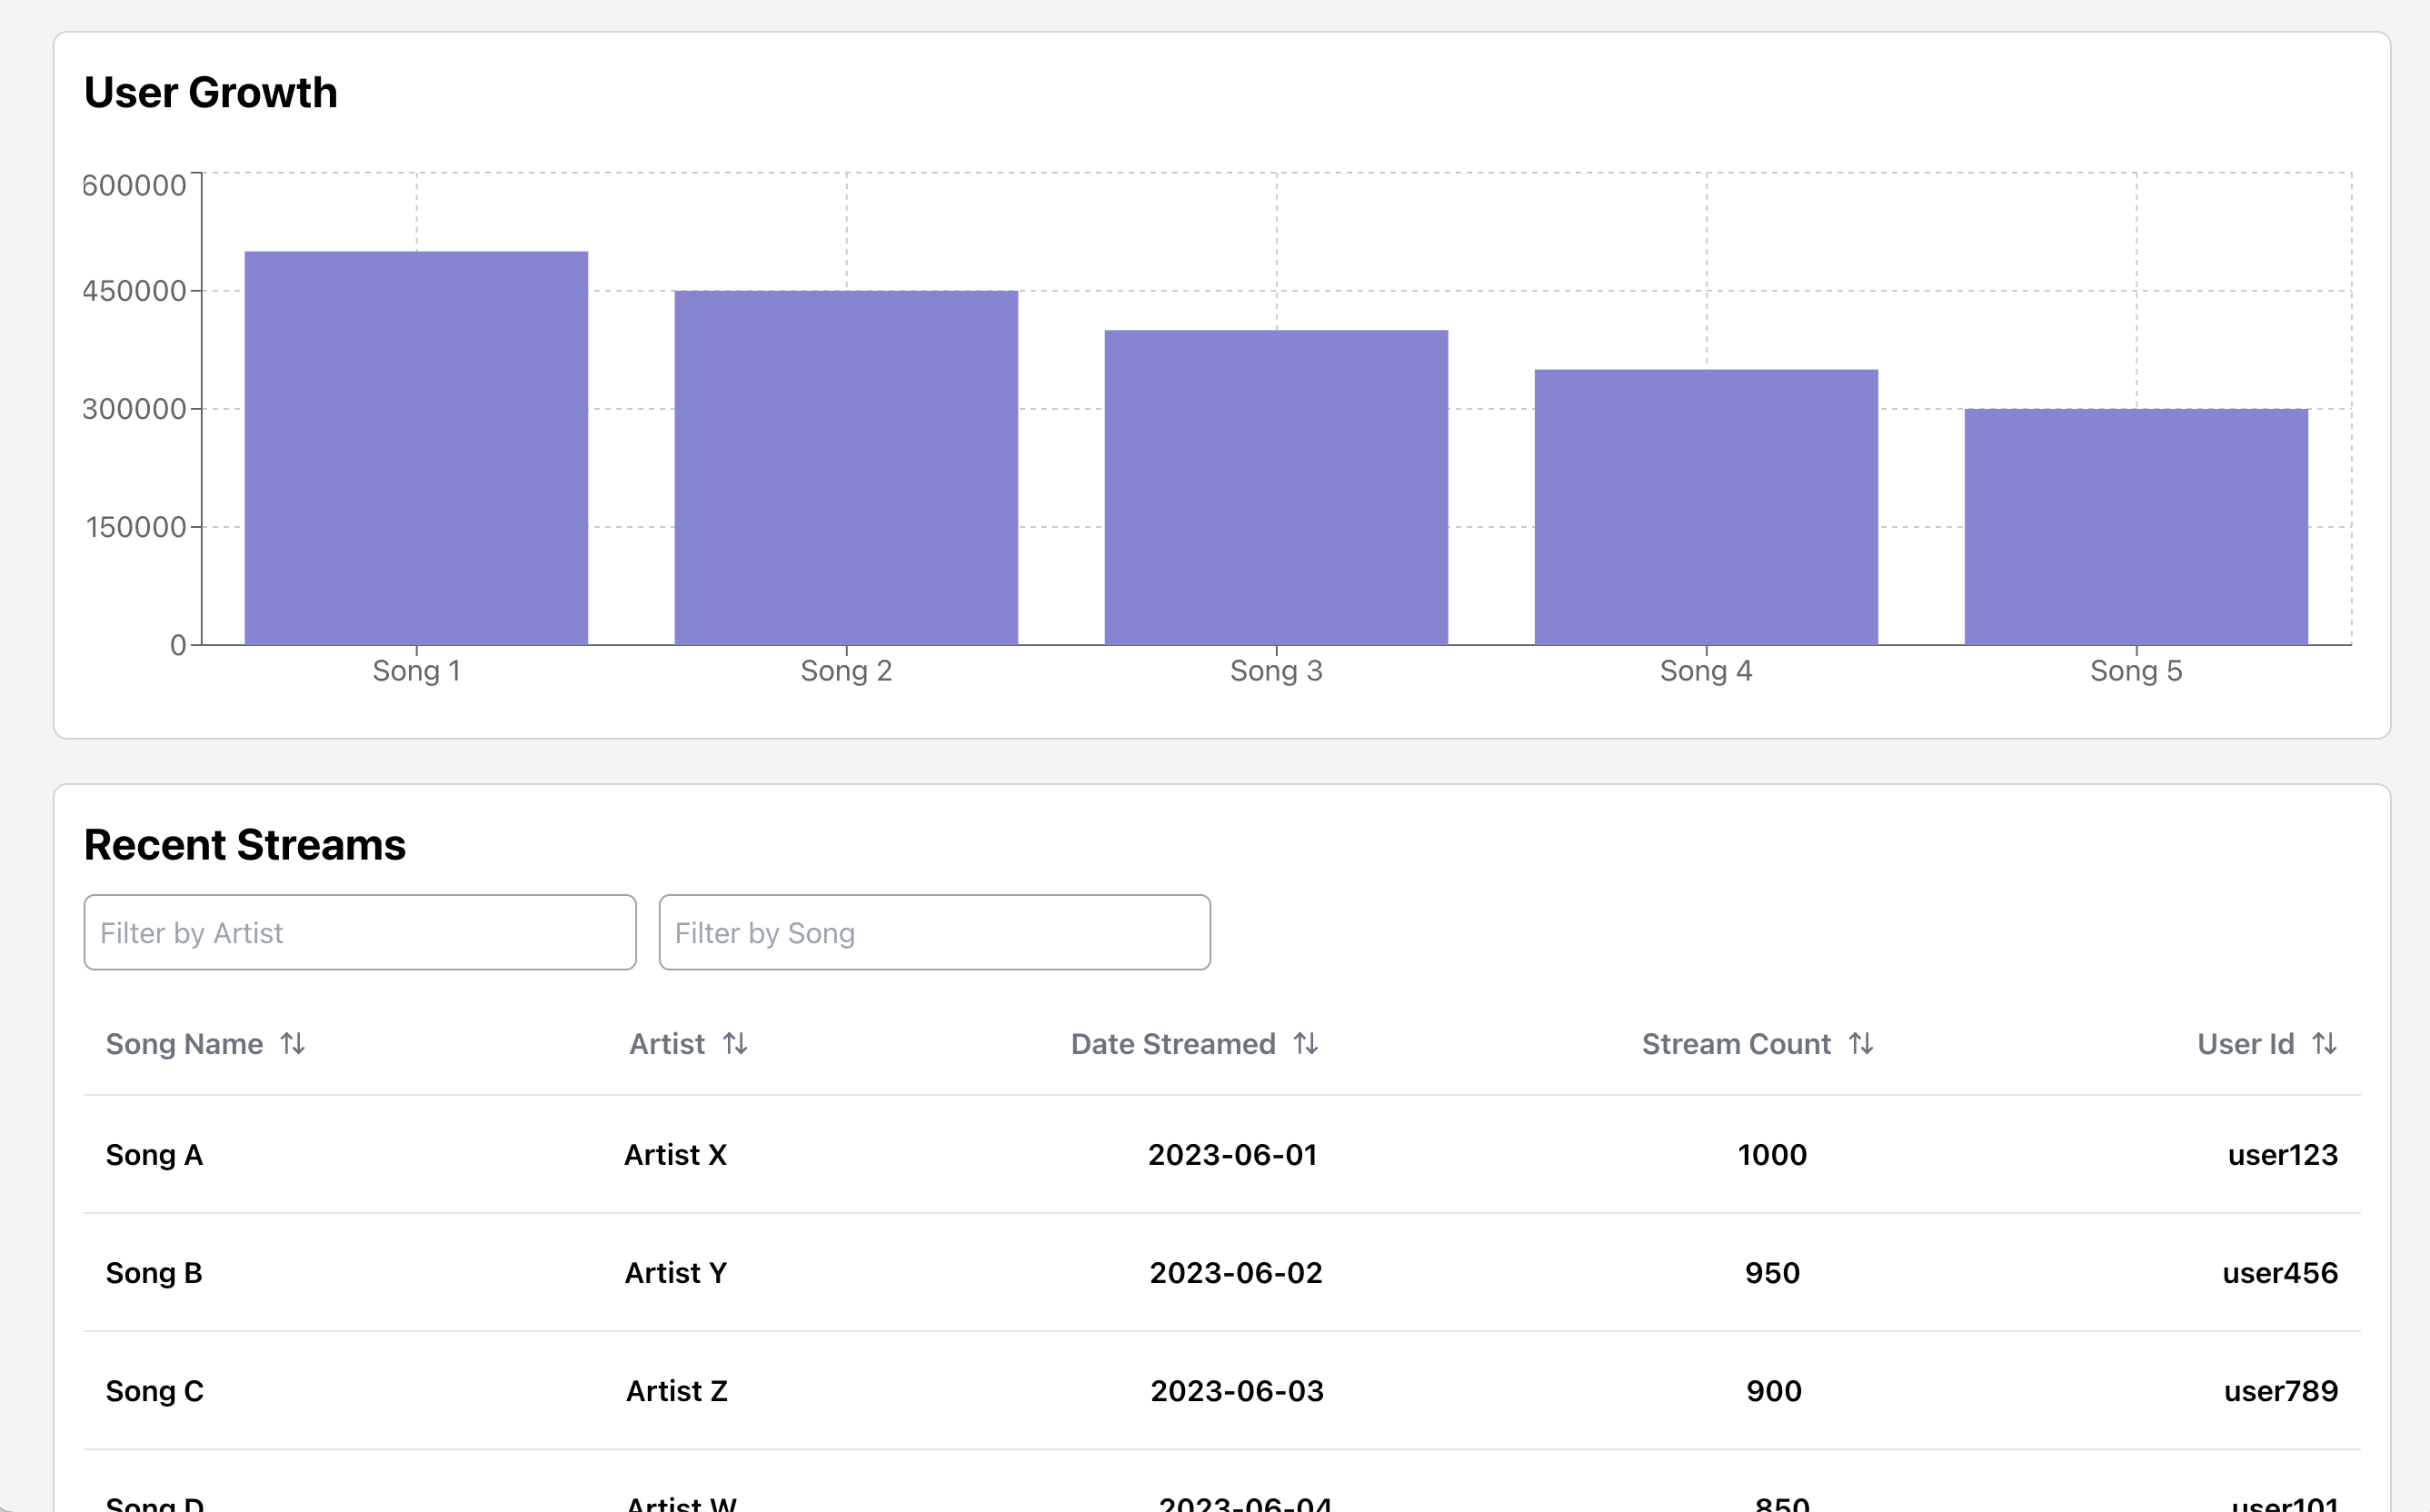 User Growth
600000
450000
300000
150000
0
Song 1 Song 2 Song 3 Song 4 Song 5
Recent Streams
Filter by Artist Filter by Song
Song Name Artist Date Streamed Stream Count User Id
Song A Artist X 2023-06-01 1000 user123
Song B Artist Y 2023-06-02 950 user456
Song C Artist Z 2023-06-03 900 user789
Song D Artist W 2023-06-04 850 user101